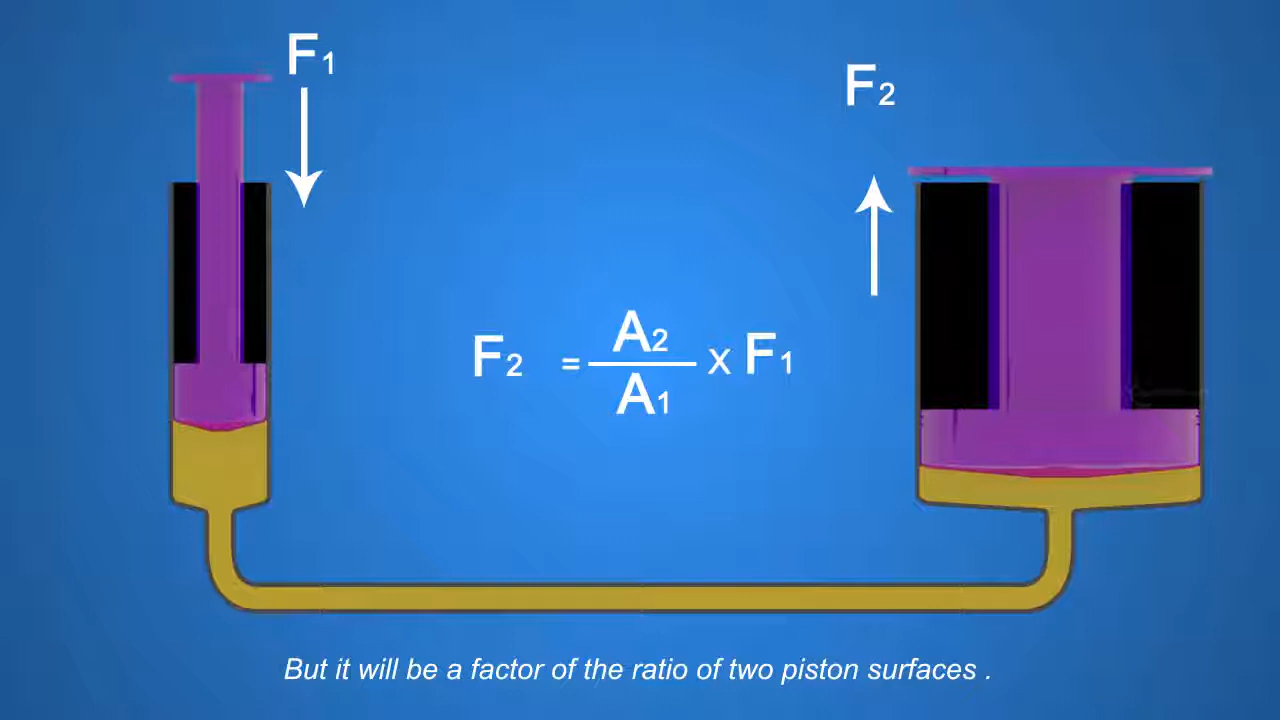 F1
F2
F2 = A2/A1 x F1
But it will be a factor of the ratio of two piston surfaces .